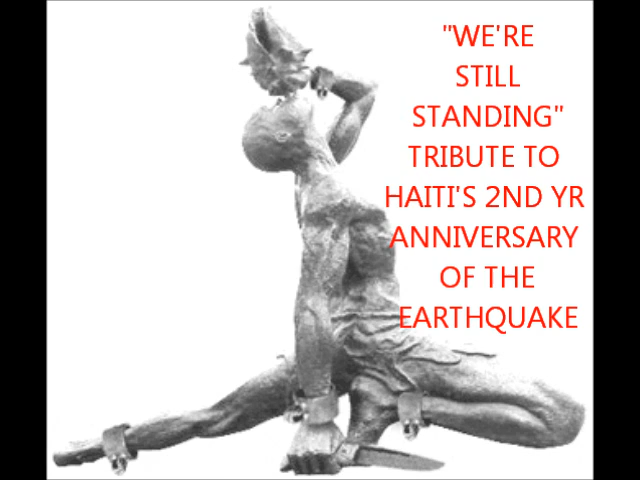 "WE'RE
STILL
STANDING"
TRIBUTE TO
HAITI'S 2ND YR
ANNIVERSARY
OF THE
EARTHQUAKE